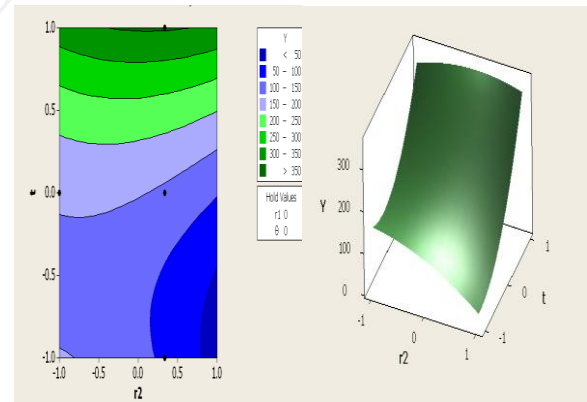 1.0
0.5
0.0
-0.5
-1.0
t
-1.0 -0.5 0.0 0.5 1.0
r2
Y
< 50
50 – 100
100 – 150
150 – 200
200 – 250
250 – 300
300 – 350
> 350
Hold Values
r1 0
θ 0
300
200
100
0
Y
-1
0
1
r2
-1
0
1
t